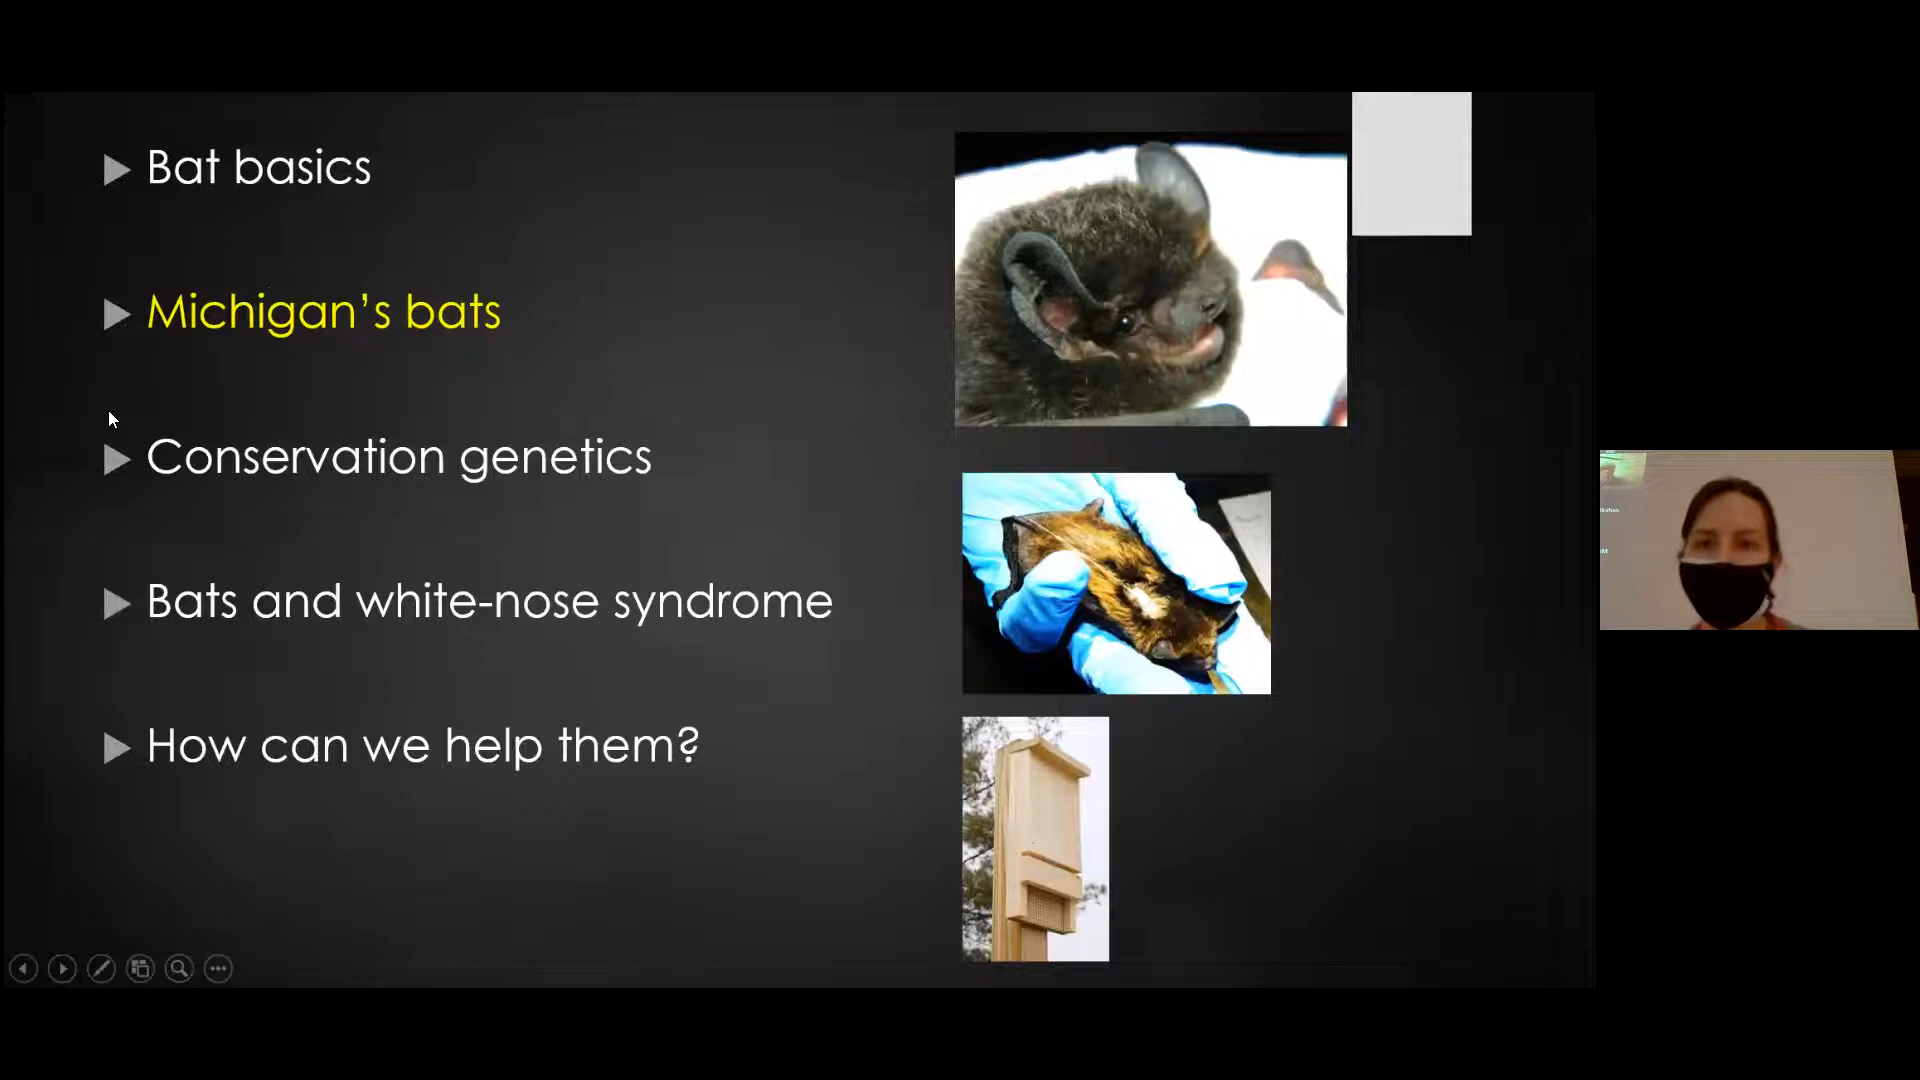 Bat basics
Michigan's bats
Conservation genetics
Bats and white-nose syndrome
How can we help them?